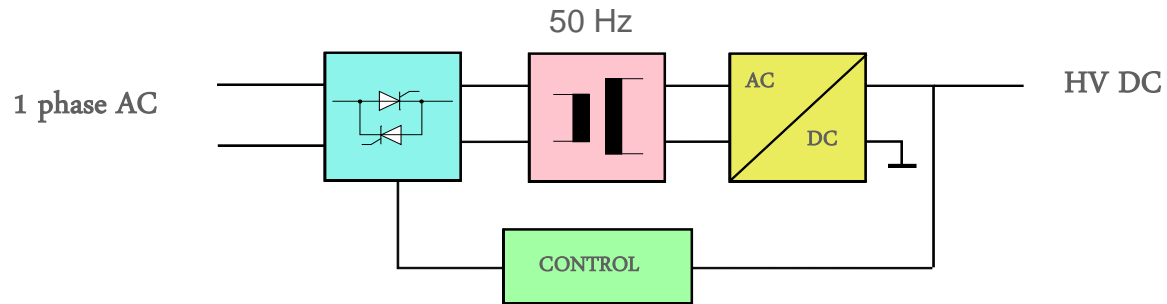 50 Hz
1 phase AC
AC
DC
HV DC
CONTROL